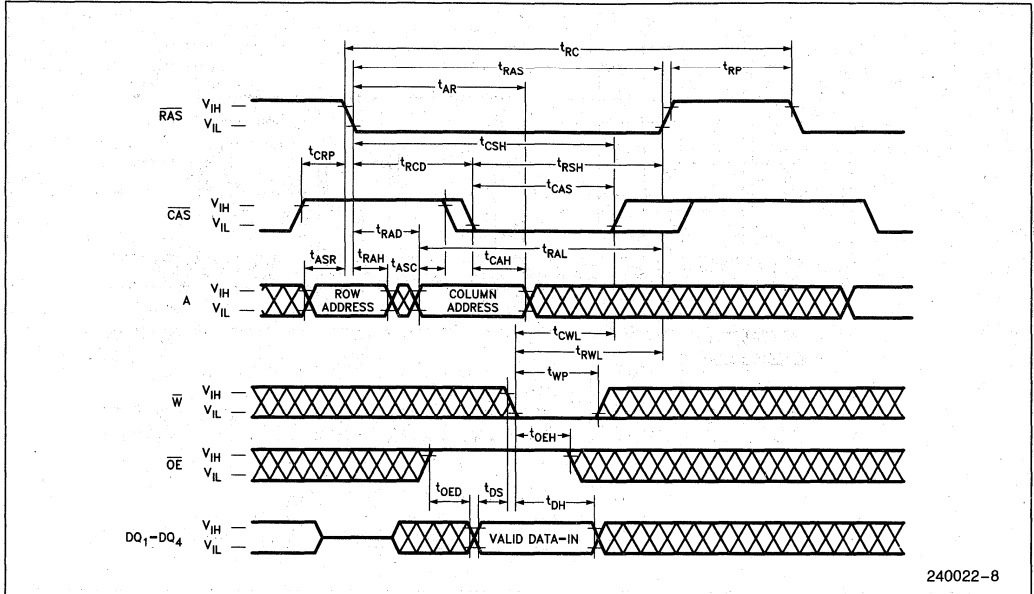 tRC
tRAS
tRP
tAR
RAS
VIH
VIL
tCSH
tCRP
tRCD
tRSH
tCAS
CAS
VIH
VIL
tRAD
tRAL
tASR
tRAH
tASC
tCAH
A
VIH
VIL
ROW
ADDRESS
COLUMN
ADDRESS
tCWL
tRWL
tWP
W
VIH
VIL
tOEH
OE
VIH
VIL
tOED
tDS
tDH
DQ1–DQ4
VIH
VIL
VALID DATA-IN
240022–8